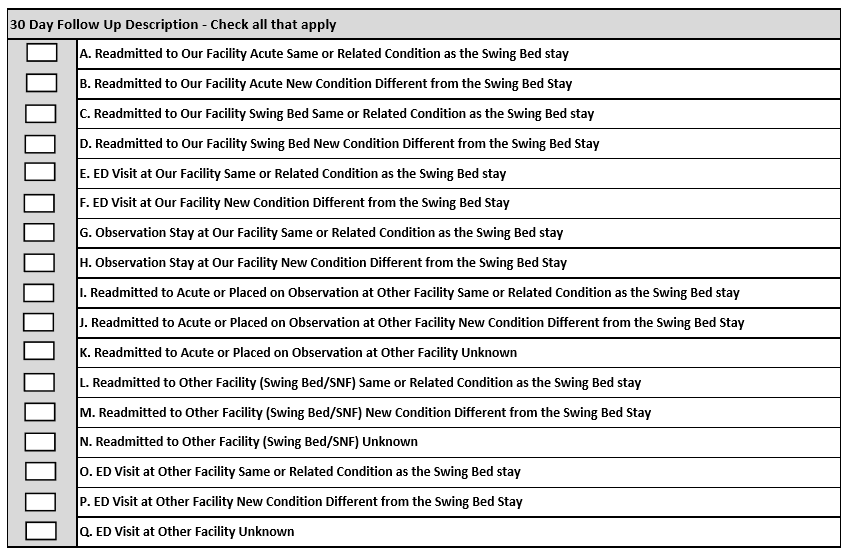 30 Day Follow Up Description - Check all that apply
A. Readmitted to Our Facility Acute Same or Related Condition as the Swing Bed stay
B. Readmitted to Our Facility Acute New Condition Different from the Swing Bed Stay
C. Readmitted to Our Facility Swing Bed Same or Related Condition as the Swing Bed stay
D. Readmitted to Our Facility Swing Bed New Condition Different from the Swing Bed Stay
E. ED Visit at Our Facility Same or Related Condition as the Swing Bed stay
F. ED Visit at Our Facility New Condition Different from the Swing Bed Stay
G. Observation Stay at Our Facility Same or Related Condition as the Swing Bed stay
H. Observation Stay at Our Facility New Condition Different from the Swing Bed Stay
I. Readmitted to Acute or Placed on Observation at Other Facility Same or Related Condition as the Swing Bed stay
J. Readmitted to Acute or Placed on Observation at Other Facility New Condition Different from the Swing Bed Stay
K. Readmitted to Acute or Placed on Observation at Other Facility Unknown
L. Readmitted to Other Facility (Swing Bed/SNF) Same or Related Condition as the Swing Bed stay
M. Readmitted to Other Facility (Swing Bed/SNF) New Condition Different from the Swing Bed Stay
N. Readmitted to Other Facility (Swing Bed/SNF) Unknown
O. ED Visit at Other Facility Same or Related Condition as the Swing Bed stay
P. ED Visit at Other Facility New Condition Different from the Swing Bed Stay
Q. ED Visit at Other Facility Unknown